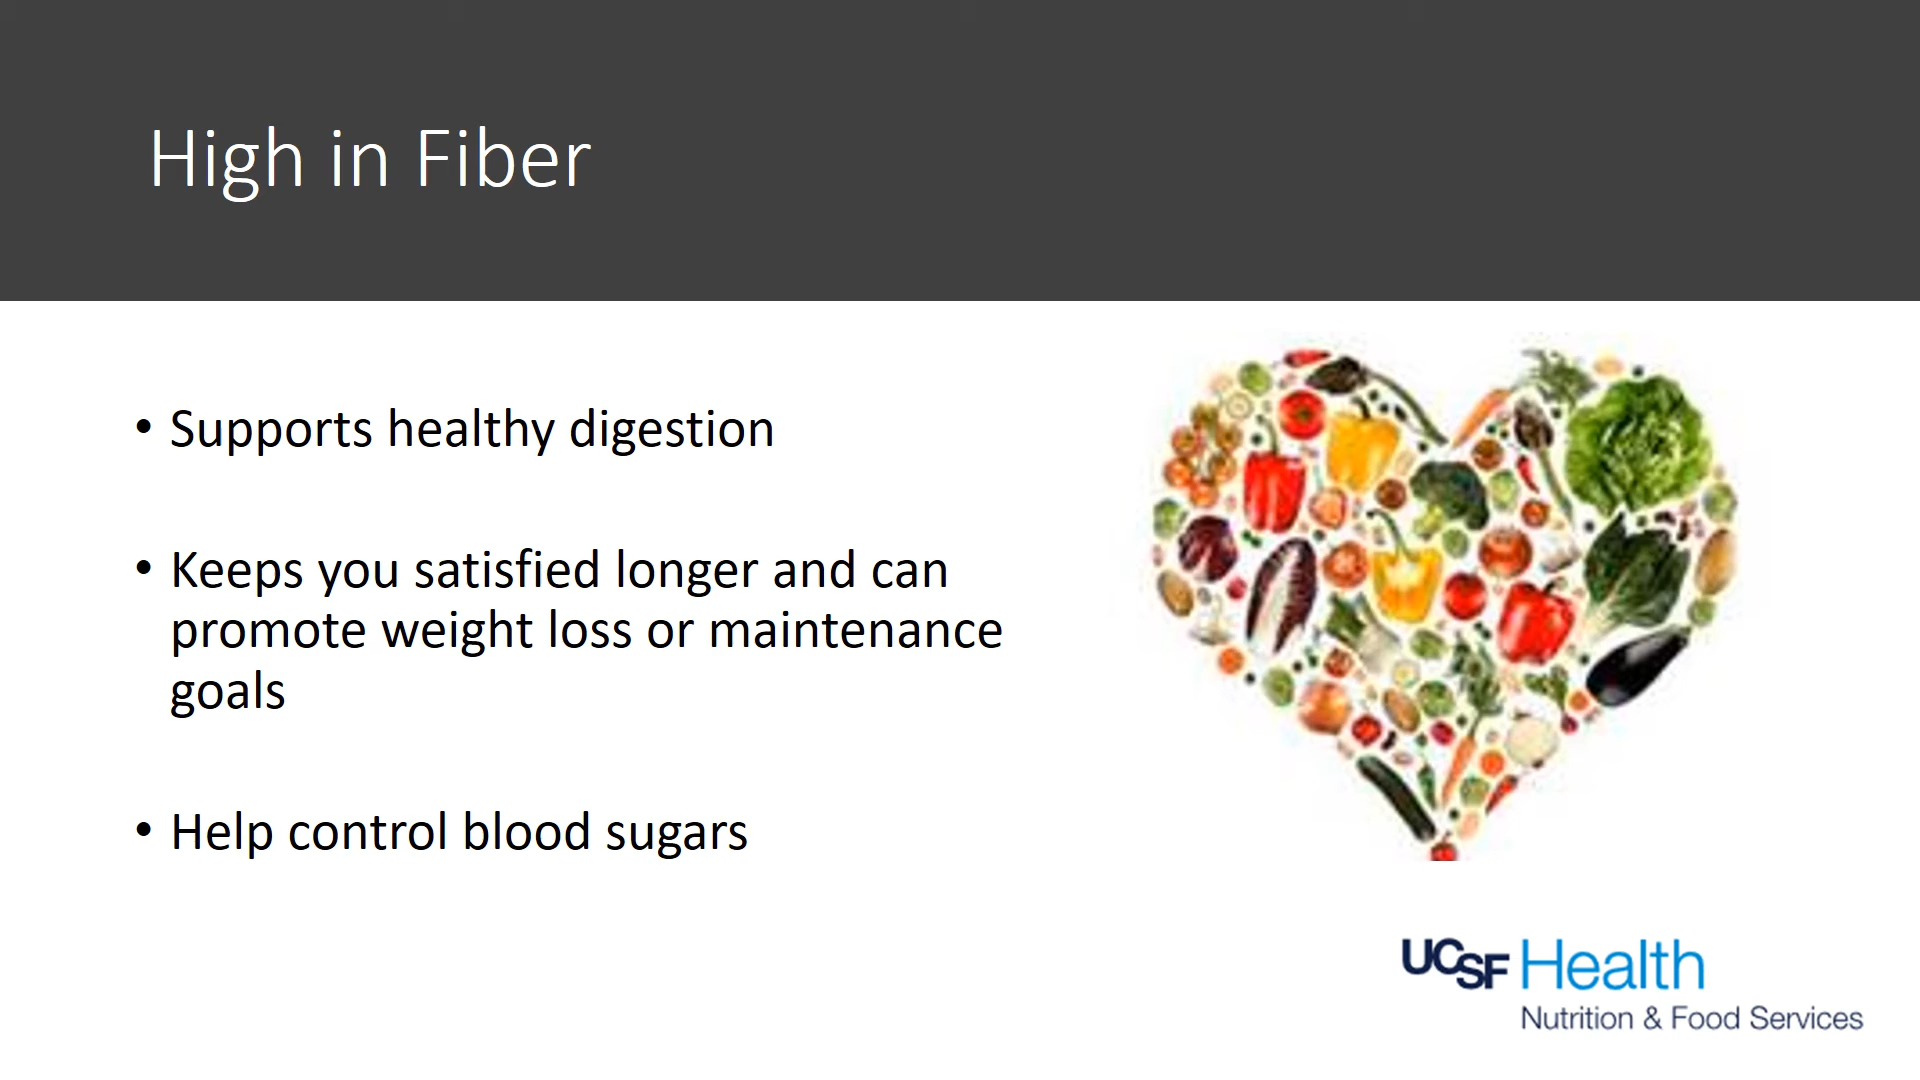 High in Fiber
• Supports healthy digestion
• Keeps you satisfied longer and can
promote weight loss or maintenance
goals
• Help control blood sugars
UCSF Health
Nutrition & Food Services